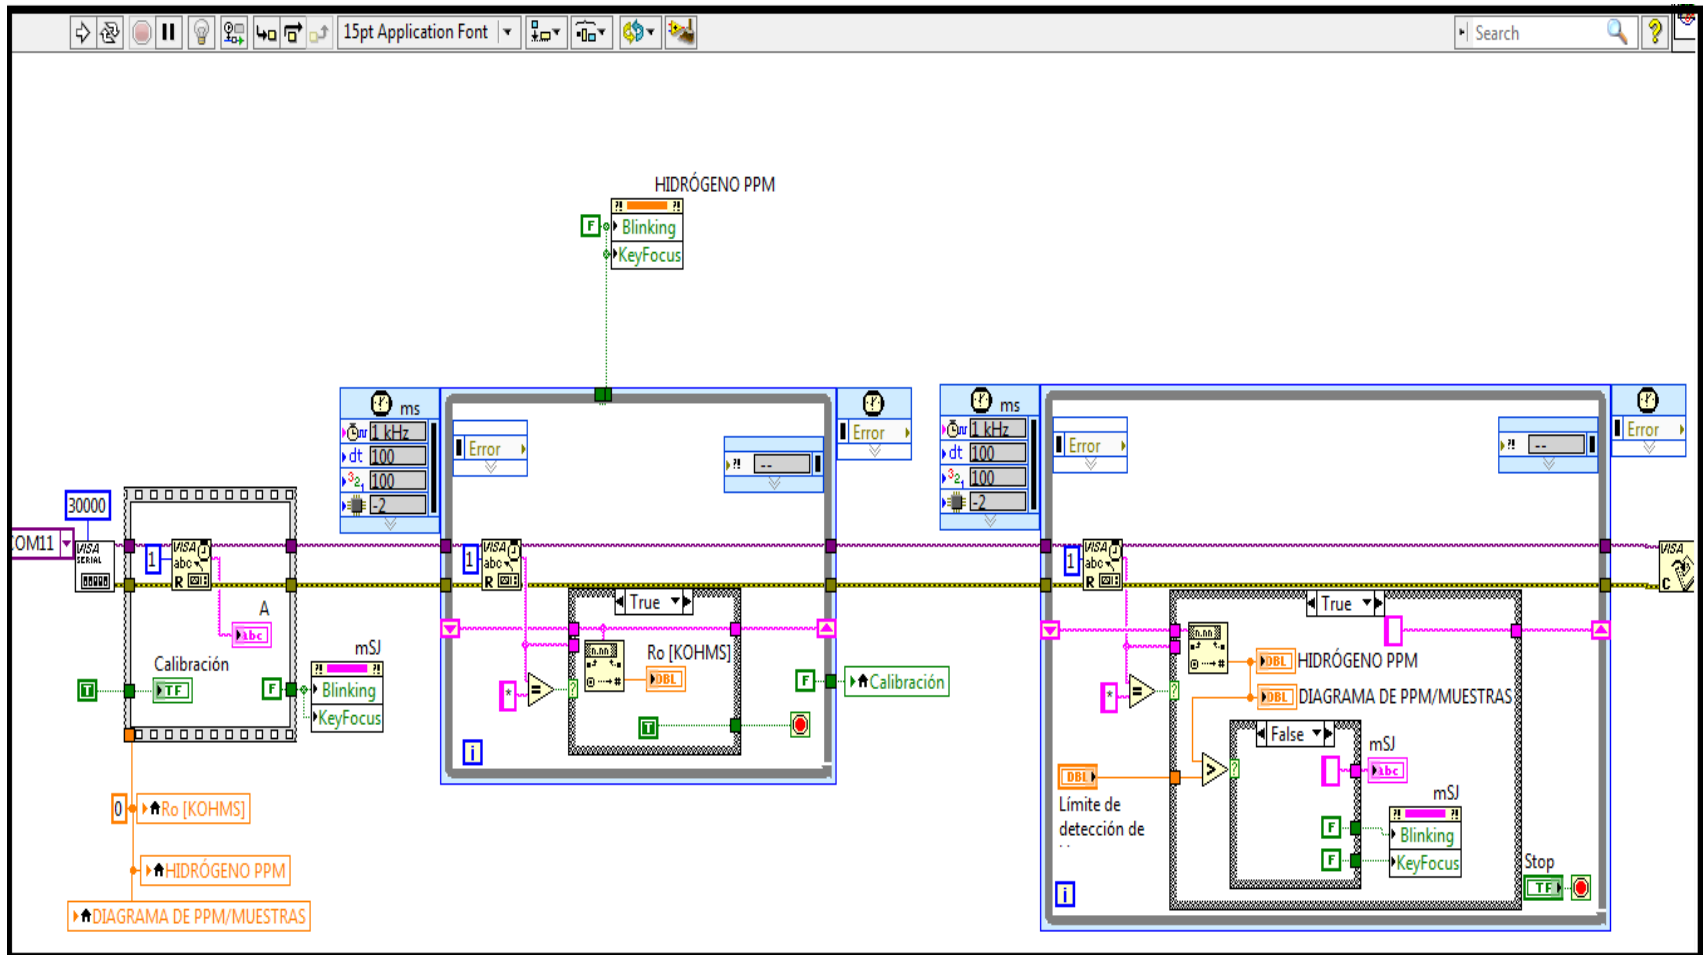 15pt Application Font
Search
HIDRÓGENO PPM
F
Blinking
KeyFocus
ms
1 kHz
dt 100
100
-2
Error
--
Error
ms
1 kHz
dt 100
100
-2
Error
--
Error
30000
COM11
VISA
SERIAL
1
VISA
abc
R
A
abc
Calibración
T
TF
mSJ
F
Blinking
KeyFocus
0
Ro [KOHMS]
HIDRÓGENO PPM
DIAGRAMA DE PPM/MUESTRAS
1
VISA
abc
R
True
n.nn
Ro [KOHMS]
DBL
*
=
?
T
i
F
Calibración
1
VISA
abc
R
True
n.nn
DBL
HIDRÓGENO PPM
DBL
DIAGRAMA DE PPM/MUESTRAS
*
=
?
False
DBL
>
?
Límite de
detección de
mSJ
abc
mSJ
F
Blinking
F
KeyFocus
Stop
TF
i
VISA
C